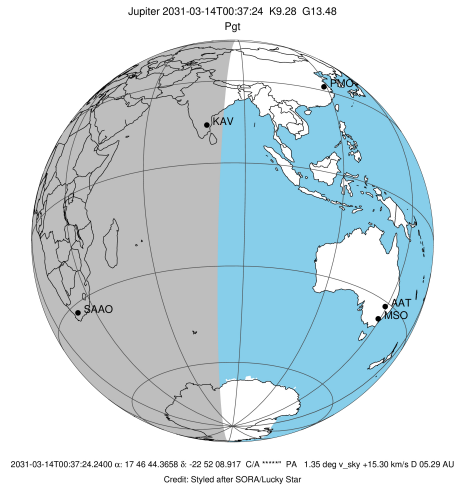 Jupiter 2031-03-14T00:37:24 K9.28 G13.48
Pgt
PMO
KAV
SAAO
AAT
MSO
2031-03-14T00:37:24.2400 α: 17 46 44.3658 δ: -22 52 08.917 C/A *****" PA 1.35 deg v_sky +15.30 km/s D 05.29 AU
Credit: Styled after SORA/Lucky Star